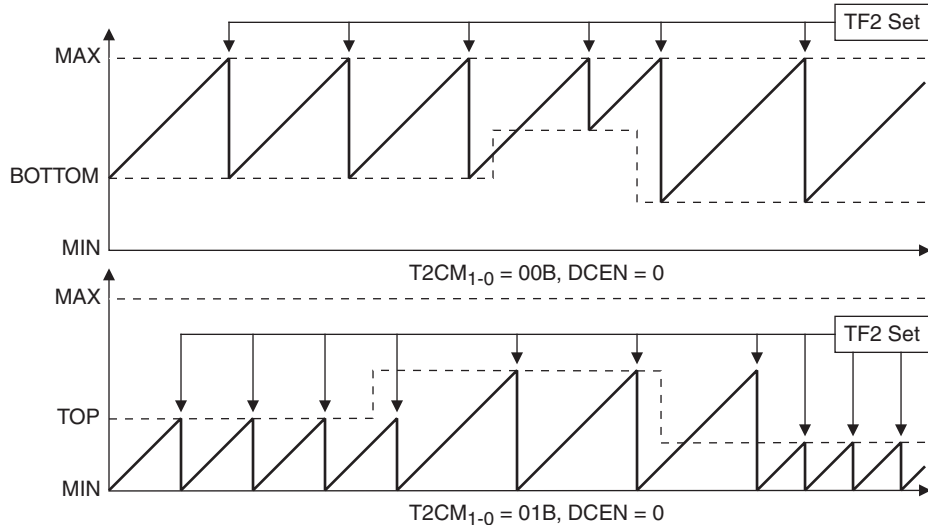 TF2 Set
MAX
BOTTOM
MIN
T2CM1-0 = 00B, DCEN = 0
MAX
TF2 Set
TOP
MIN
T2CM1-0 = 01B, DCEN = 0